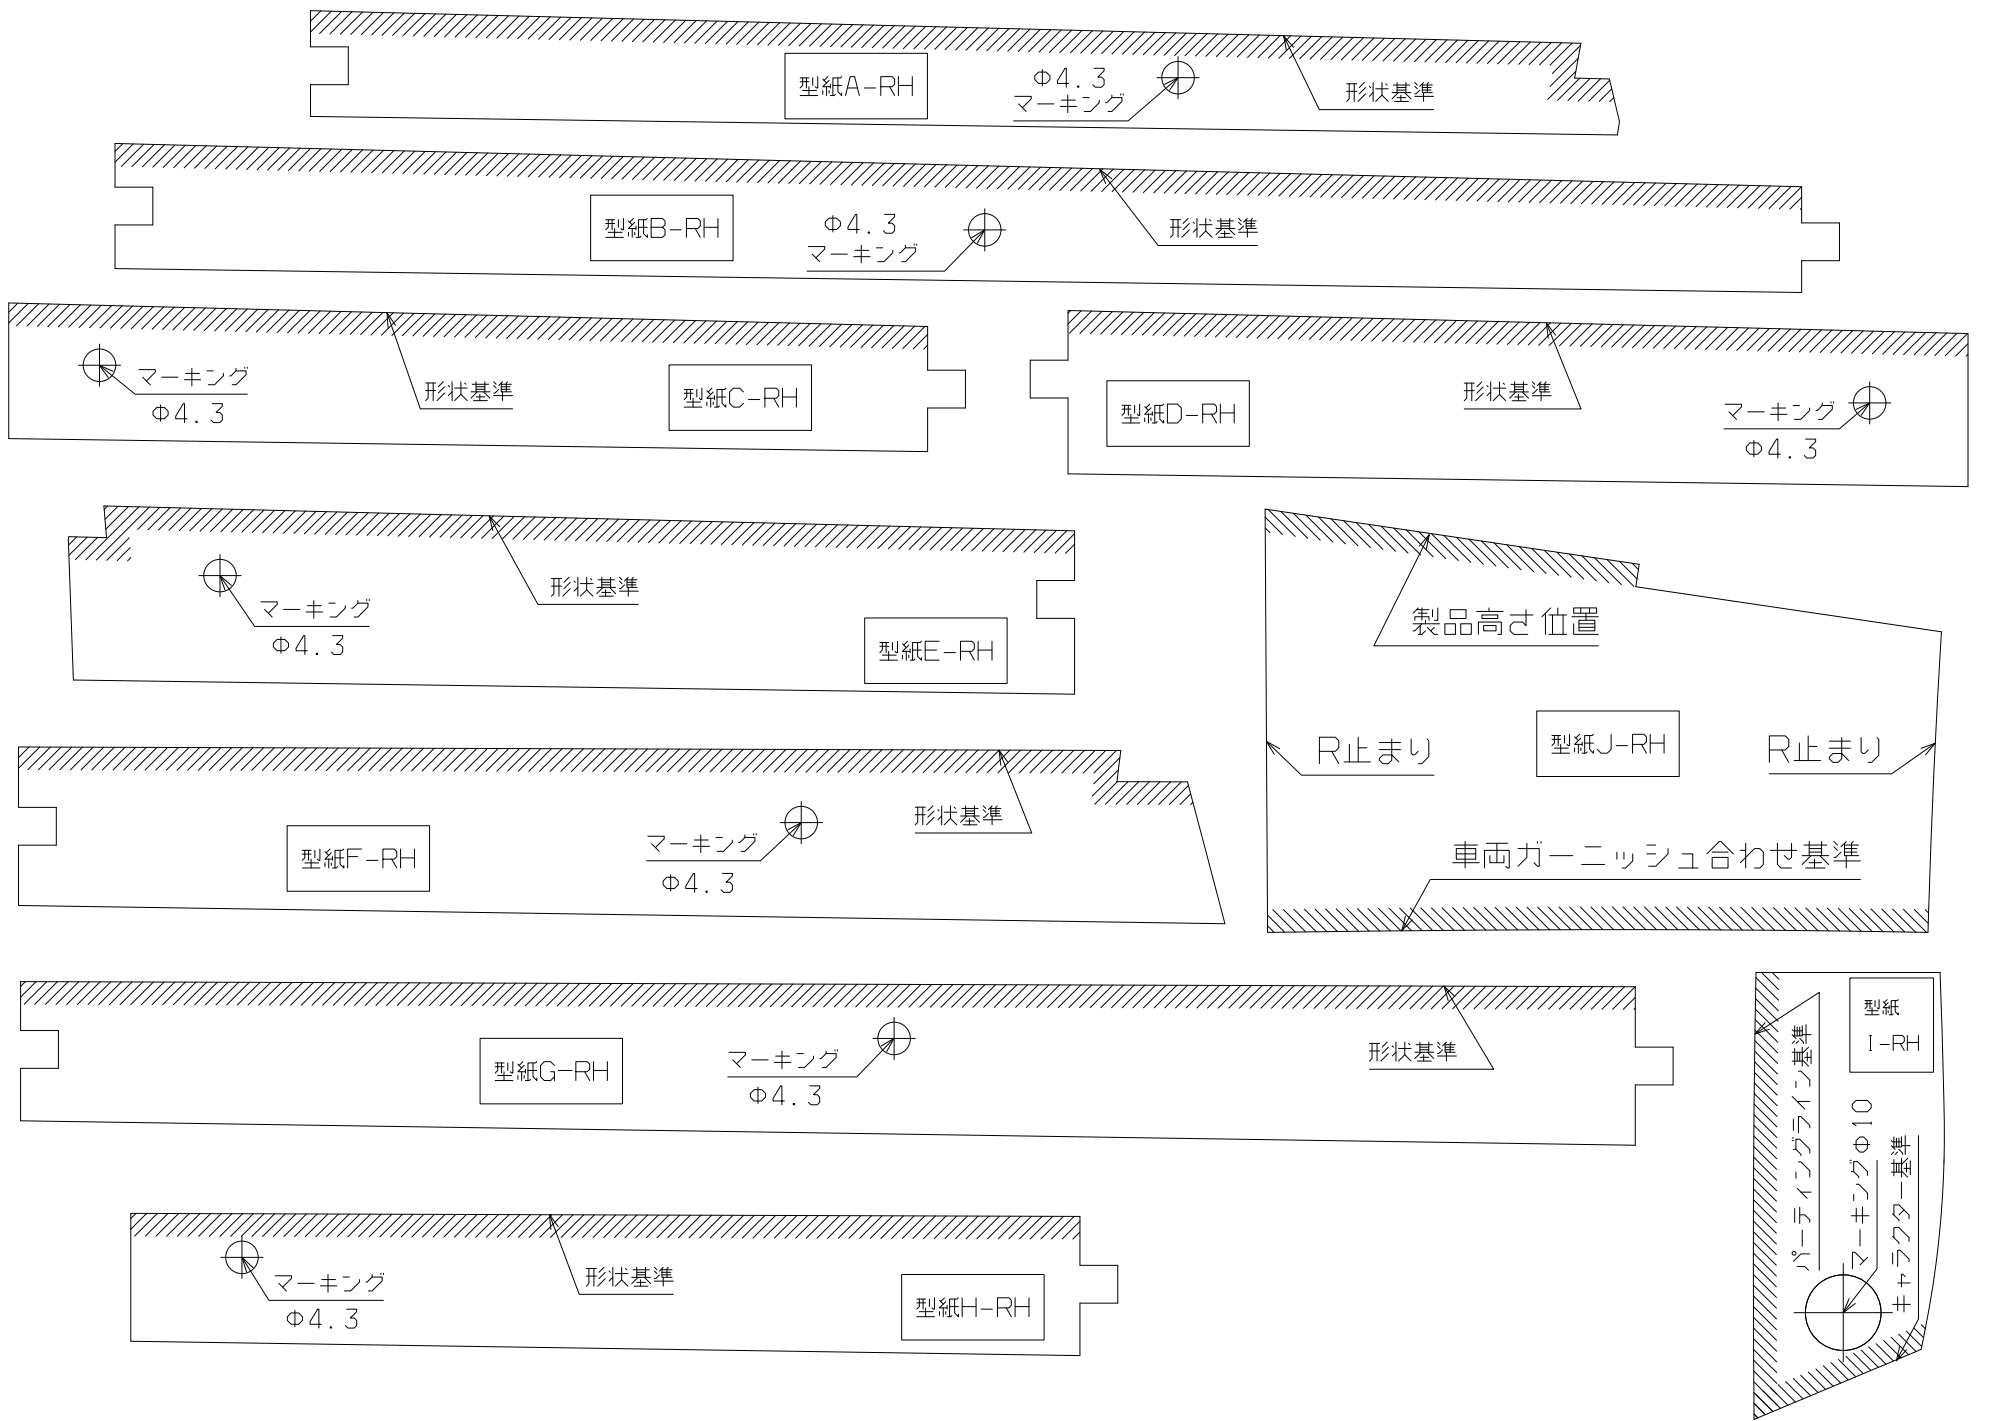 型紙A-RH
Φ4.3
マーキング
形状基準
型紙B-RH
Φ4.3
マーキング
形状基準
マーキング
Φ4.3
形状基準
型紙C-RH
型紙D-RH
形状基準
マーキング
Φ4.3
マーキング
Φ4.3
形状基準
型紙E-RH
製品高さ位置
R止まり
型紙J-RH
R止まり
車両ガーニッシュ合わせ基準
型紙F-RH
マーキング
Φ4.3
形状基準
型紙G-RH
マーキング
Φ4.3
形状基準
型紙
I-RH
パーティングライン基準
マーキングΦ10
キャラクター基準
マーキング
Φ4.3
形状基準
型紙H-RH